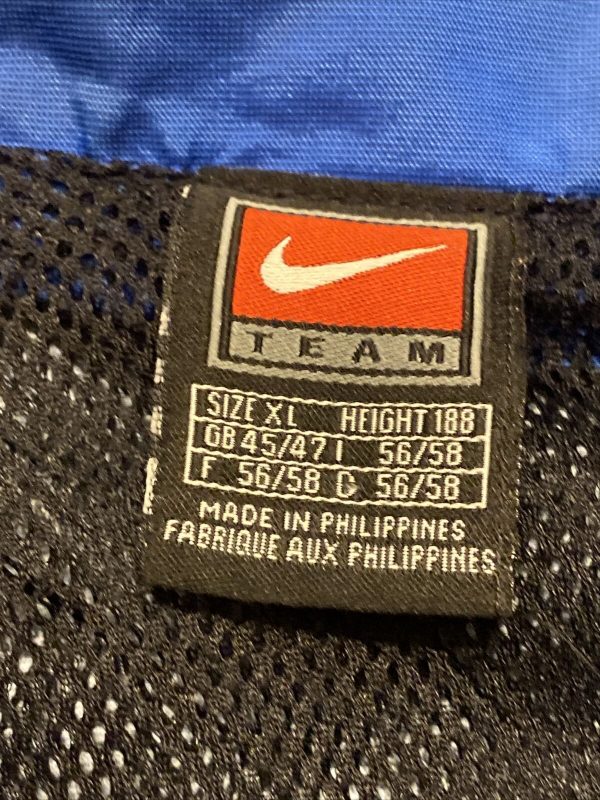 TEAM
SIZE XL HEIGHT 188
GB 45/47 I 56/58
F 56/58 D 56/58
MADE IN PHILIPPINES
FABRIQUE AUX PHILIPPINES